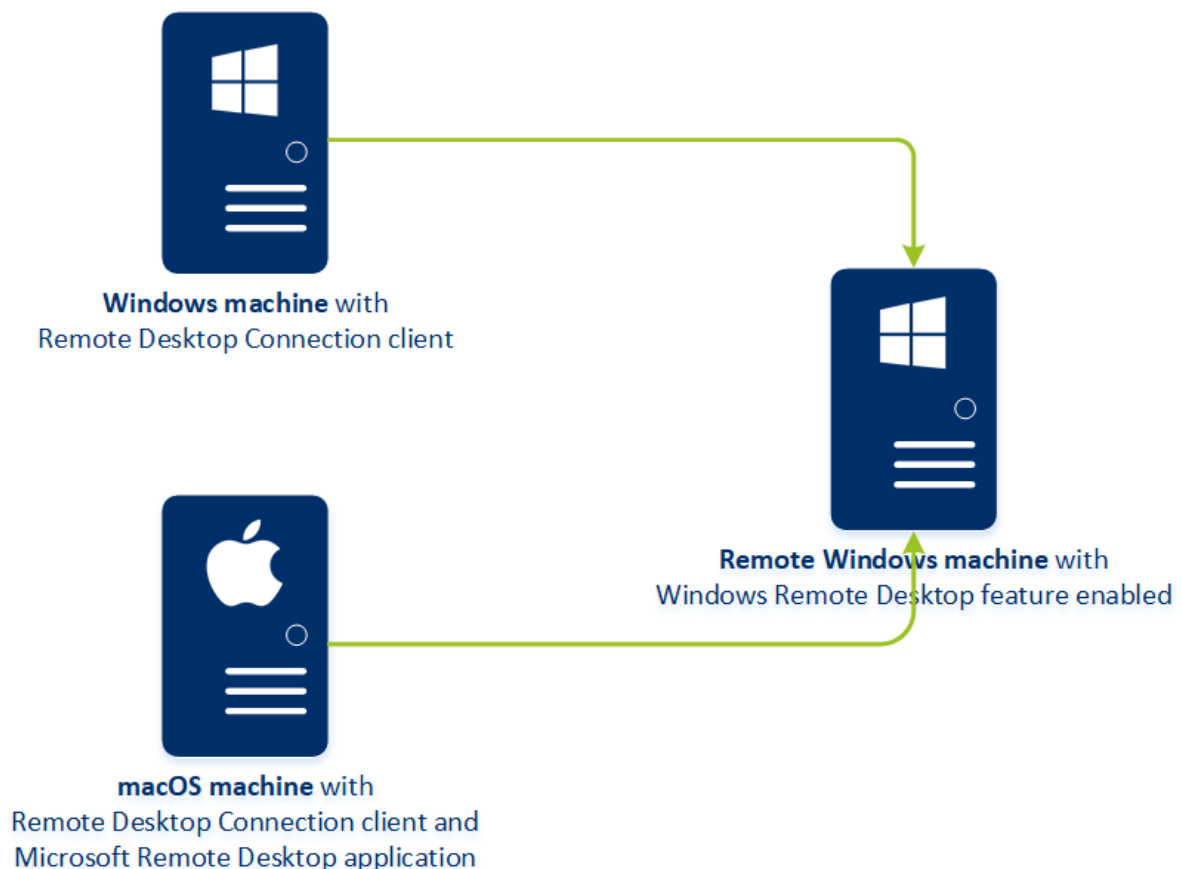 Windows machine with
Remote Desktop Connection client
Remote Windows machine with
Windows Remote Desktop feature enabled
macOS machine with
Remote Desktop Connection client and
Microsoft Remote Desktop application